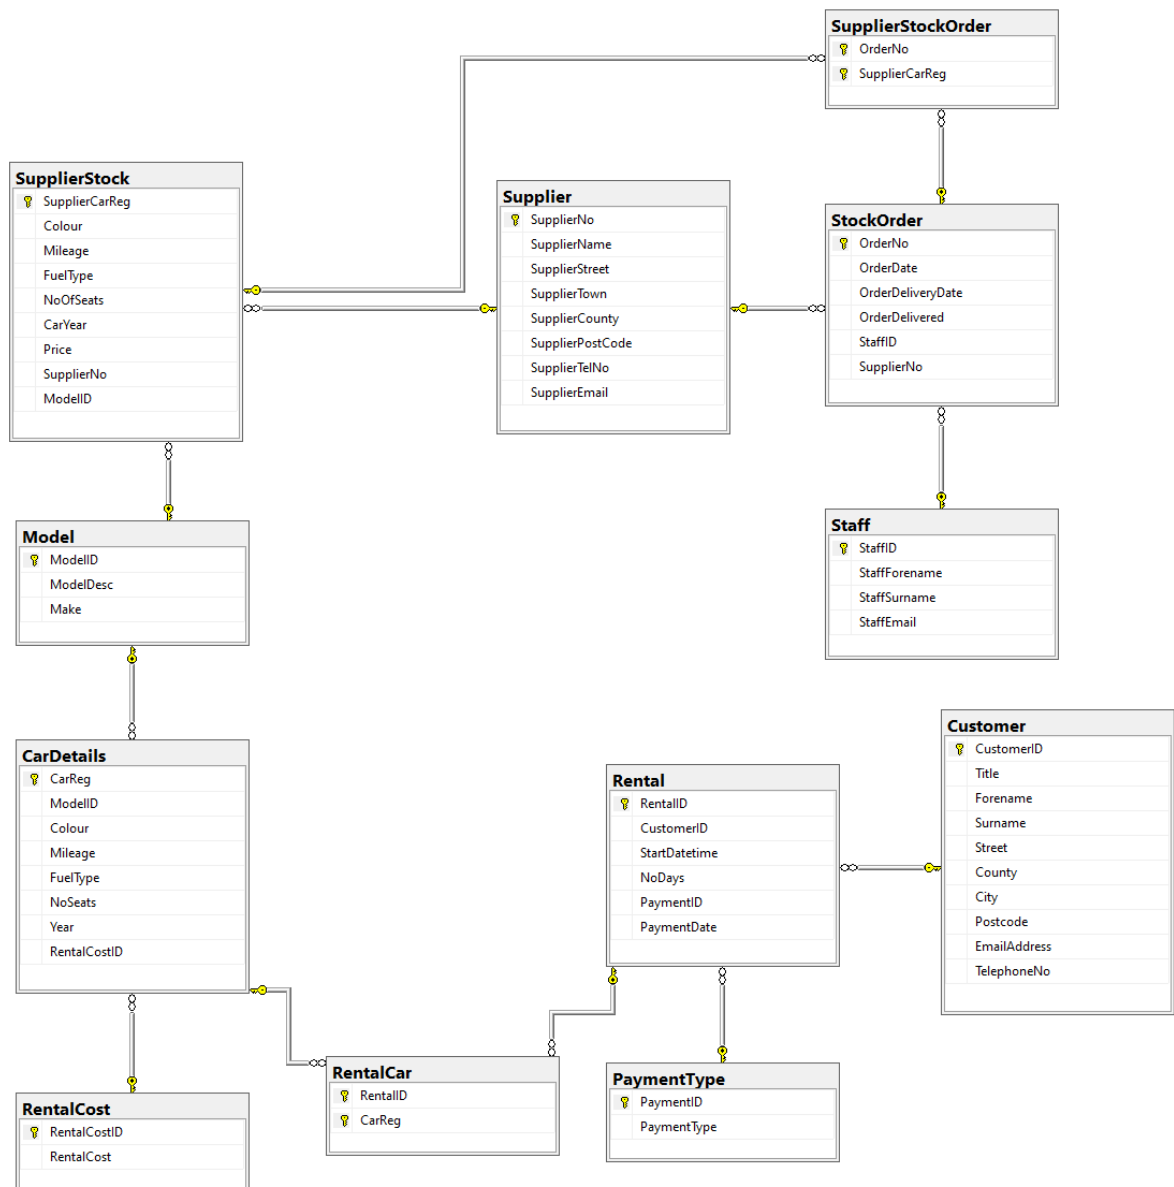 SupplierStockOrder
OrderNo
SupplierCarReg
SupplierStock
SupplierCarReg
Colour
Mileage
FuelType
NoOfSeats
CarYear
Price
SupplierNo
ModelID
Supplier
SupplierNo
SupplierName
SupplierStreet
SupplierTown
SupplierCounty
SupplierPostCode
SupplierTelNo
SupplierEmail
StockOrder
OrderNo
OrderDate
OrderDeliveryDate
OrderDelivered
StaffID
SupplierNo
Model
ModelID
ModelDesc
Make
Staff
StaffID
StaffForename
StaffSurname
StaffEmail
CarDetails
CarReg
ModelID
Colour
Mileage
FuelType
NoSeats
Year
RentalCostID
Rental
RentalID
CustomerID
StartDatetime
NoDays
PaymentID
PaymentDate
Customer
CustomerID
Title
Forename
Surname
Street
County
City
Postcode
EmailAddress
TelephoneNo
RentalCost
RentalCostID
RentalCost
RentalCar
RentalID
CarReg
PaymentType
PaymentID
PaymentType